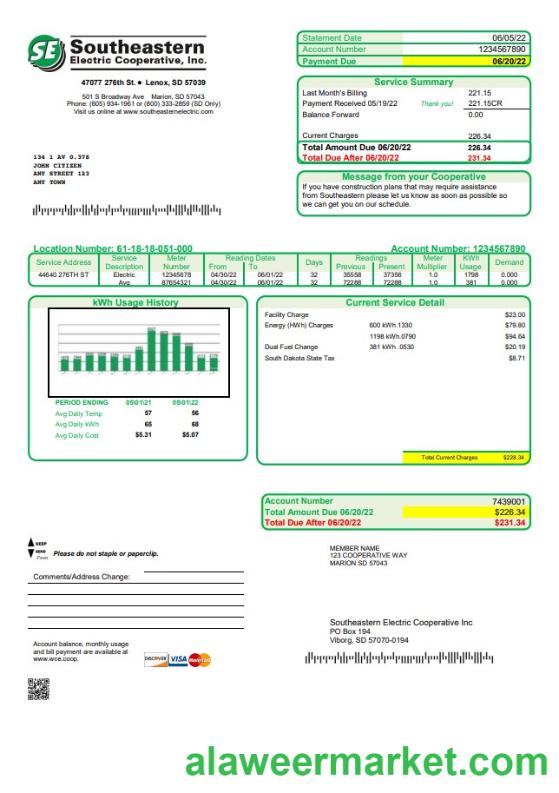 SE Southeastern
Electric Cooperative, Inc.
47077 276th St. ● Lenox, SD 57039
501 S Broadway Ave Marion, SD 57043
Phone: (605) 934-1961 or (800) 333-2859 (SD Only)
Visit us online at www.southeasternelectric.com
134 1 AV 0.378
JOHN CITIZEN
ANY STREET 123
ANY TOWN
Statement Date 06/05/22
Account Number 1234567890
Payment Due 06/20/22
Service Summary
Last Month's Billing 221.15
Payment Received 05/19/22 Thank you! 221.15CR
Balance Forward 0.00
Current Charges 226.34
Total Amount Due 06/20/22 226.34
Total Due After 06/20/22 231.34
Message from your Cooperative
If you have construction plans that may require assistance
from Southeastern please let us know as soon as possible so
we can get you on our schedule.
Location Number: 61-18-18-051-000 Account Number: 1234567890
Service Address Service Description Meter Number Reading Dates From To Days Readings Previous Present Meter Multiplier KWh Usage Demand
44640 276TH ST Electric 12345678 04/30/22 06/01/22 32 35558 37356 1.0 1798 0.000
Avg 87654321 04/30/22 06/01/22 32 72288 72288 1.0 381 0.000
kWh Usage History
PERIOD ENDING 05\01\21 05\01\22
Avg Daily Temp 57 56
Avg Daily kWh 65 68
Avg Daily Cost $5.31 $5.07
Current Service Detail
Facility Charge $23.00
Energy (HWh) Charges 600 kWh.1330 $79.80
1198 kWh.0790 $94.64
Dual Fuel Change 381 kWh .0530 $20.19
South Dakota State Tax $8.71
Total Current Charges $228.34
Account Number 7439001
Total Amount Due 06/20/22 $226.34
Total Due After 06/20/22 $231.34
KEEP
SEND
Please do not staple or paperclip.
Comments/Address Change:
MEMBER NAME
123 COOPERATIVE WAY
MARION SD 57043
Southeastern Electric Cooperative Inc
PO Box 194
Viborg, SD 57070-0194
Account balance, monthly usage
and bill payment are available at
www.wce.coop.
DISCOVER VISA MasterCard
alaweermarket.com